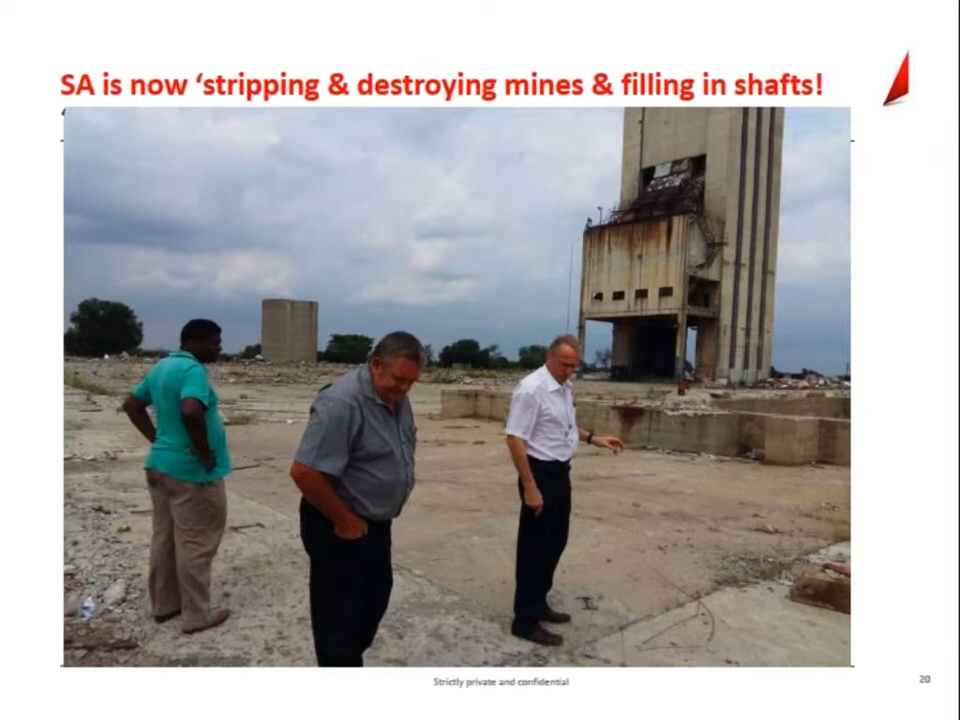 SA is now ‘stripping & destroying mines & filling in shafts!
‘
Strictly private and confidential
20